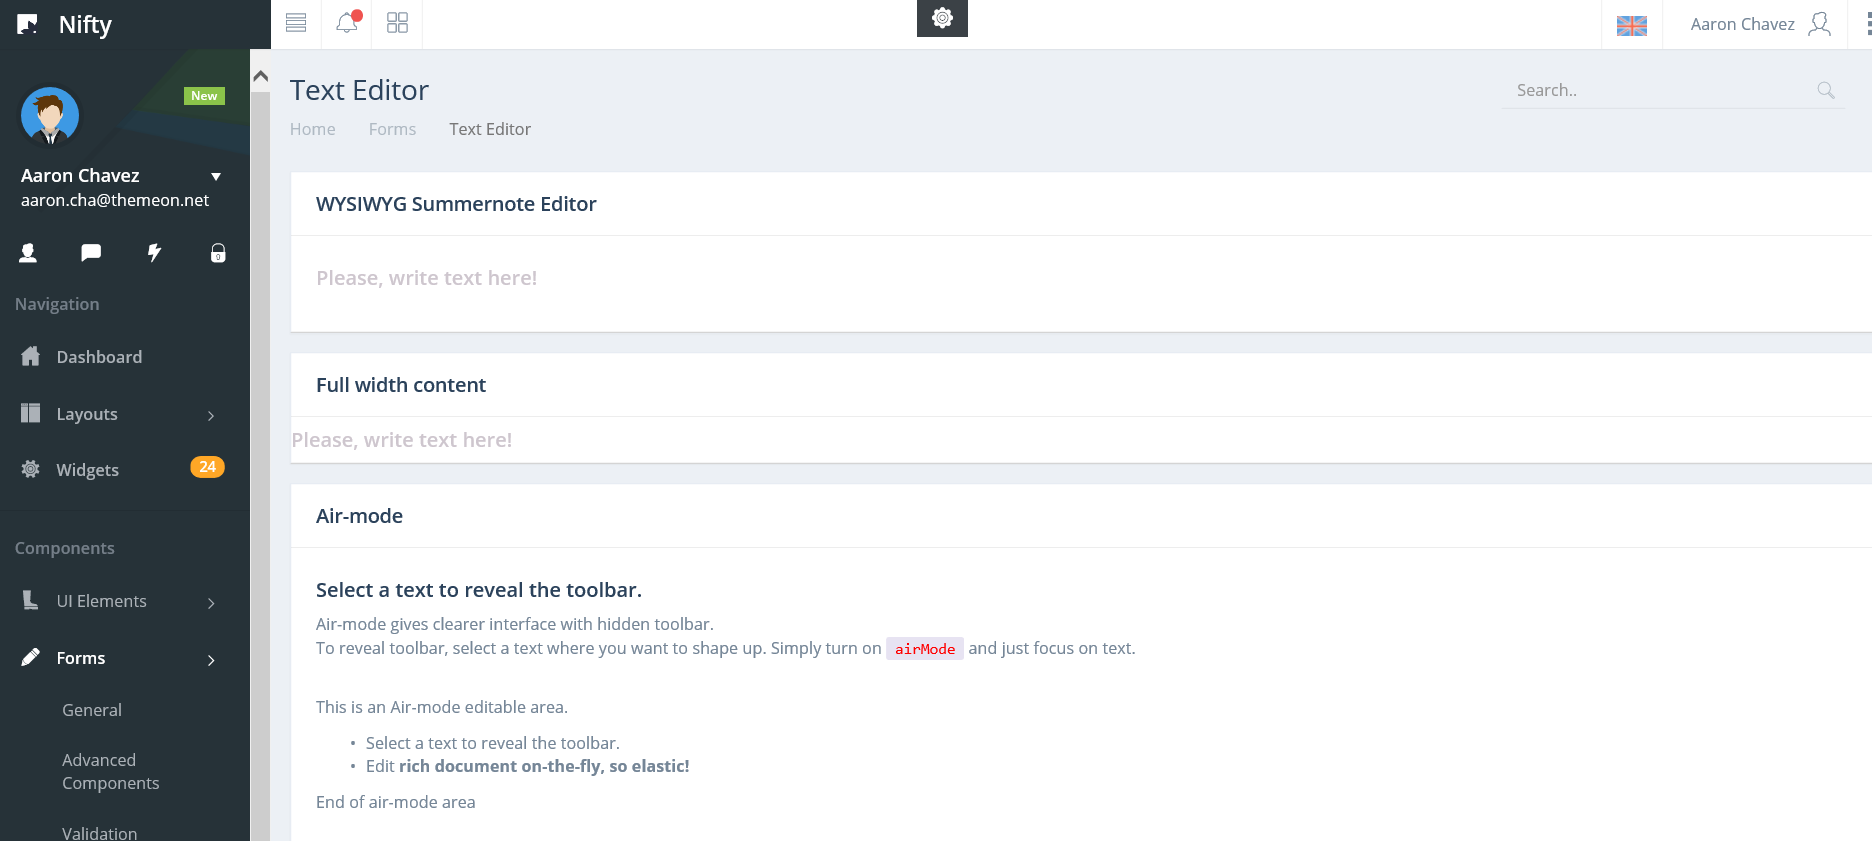 Nifty
Aaron Chavez
New
Aaron Chavez
aaron.cha@themeon.net
Navigation
Dashboard
Layouts
Widgets 24
Components
UI Elements
Forms
General
Advanced
Components
Validation
Text Editor
Search..
Home Forms Text Editor
WYSIWYG Summernote Editor
Please, write text here!
Full width content
Please, write text here!
Air-mode
Select a text to reveal the toolbar.
Air-mode gives clearer interface with hidden toolbar.
To reveal toolbar, select a text where you want to shape up. Simply turn on airMode and just focus on text.
This is an Air-mode editable area.
• Select a text to reveal the toolbar.
• Edit rich document on-the-fly, so elastic!
End of air-mode area